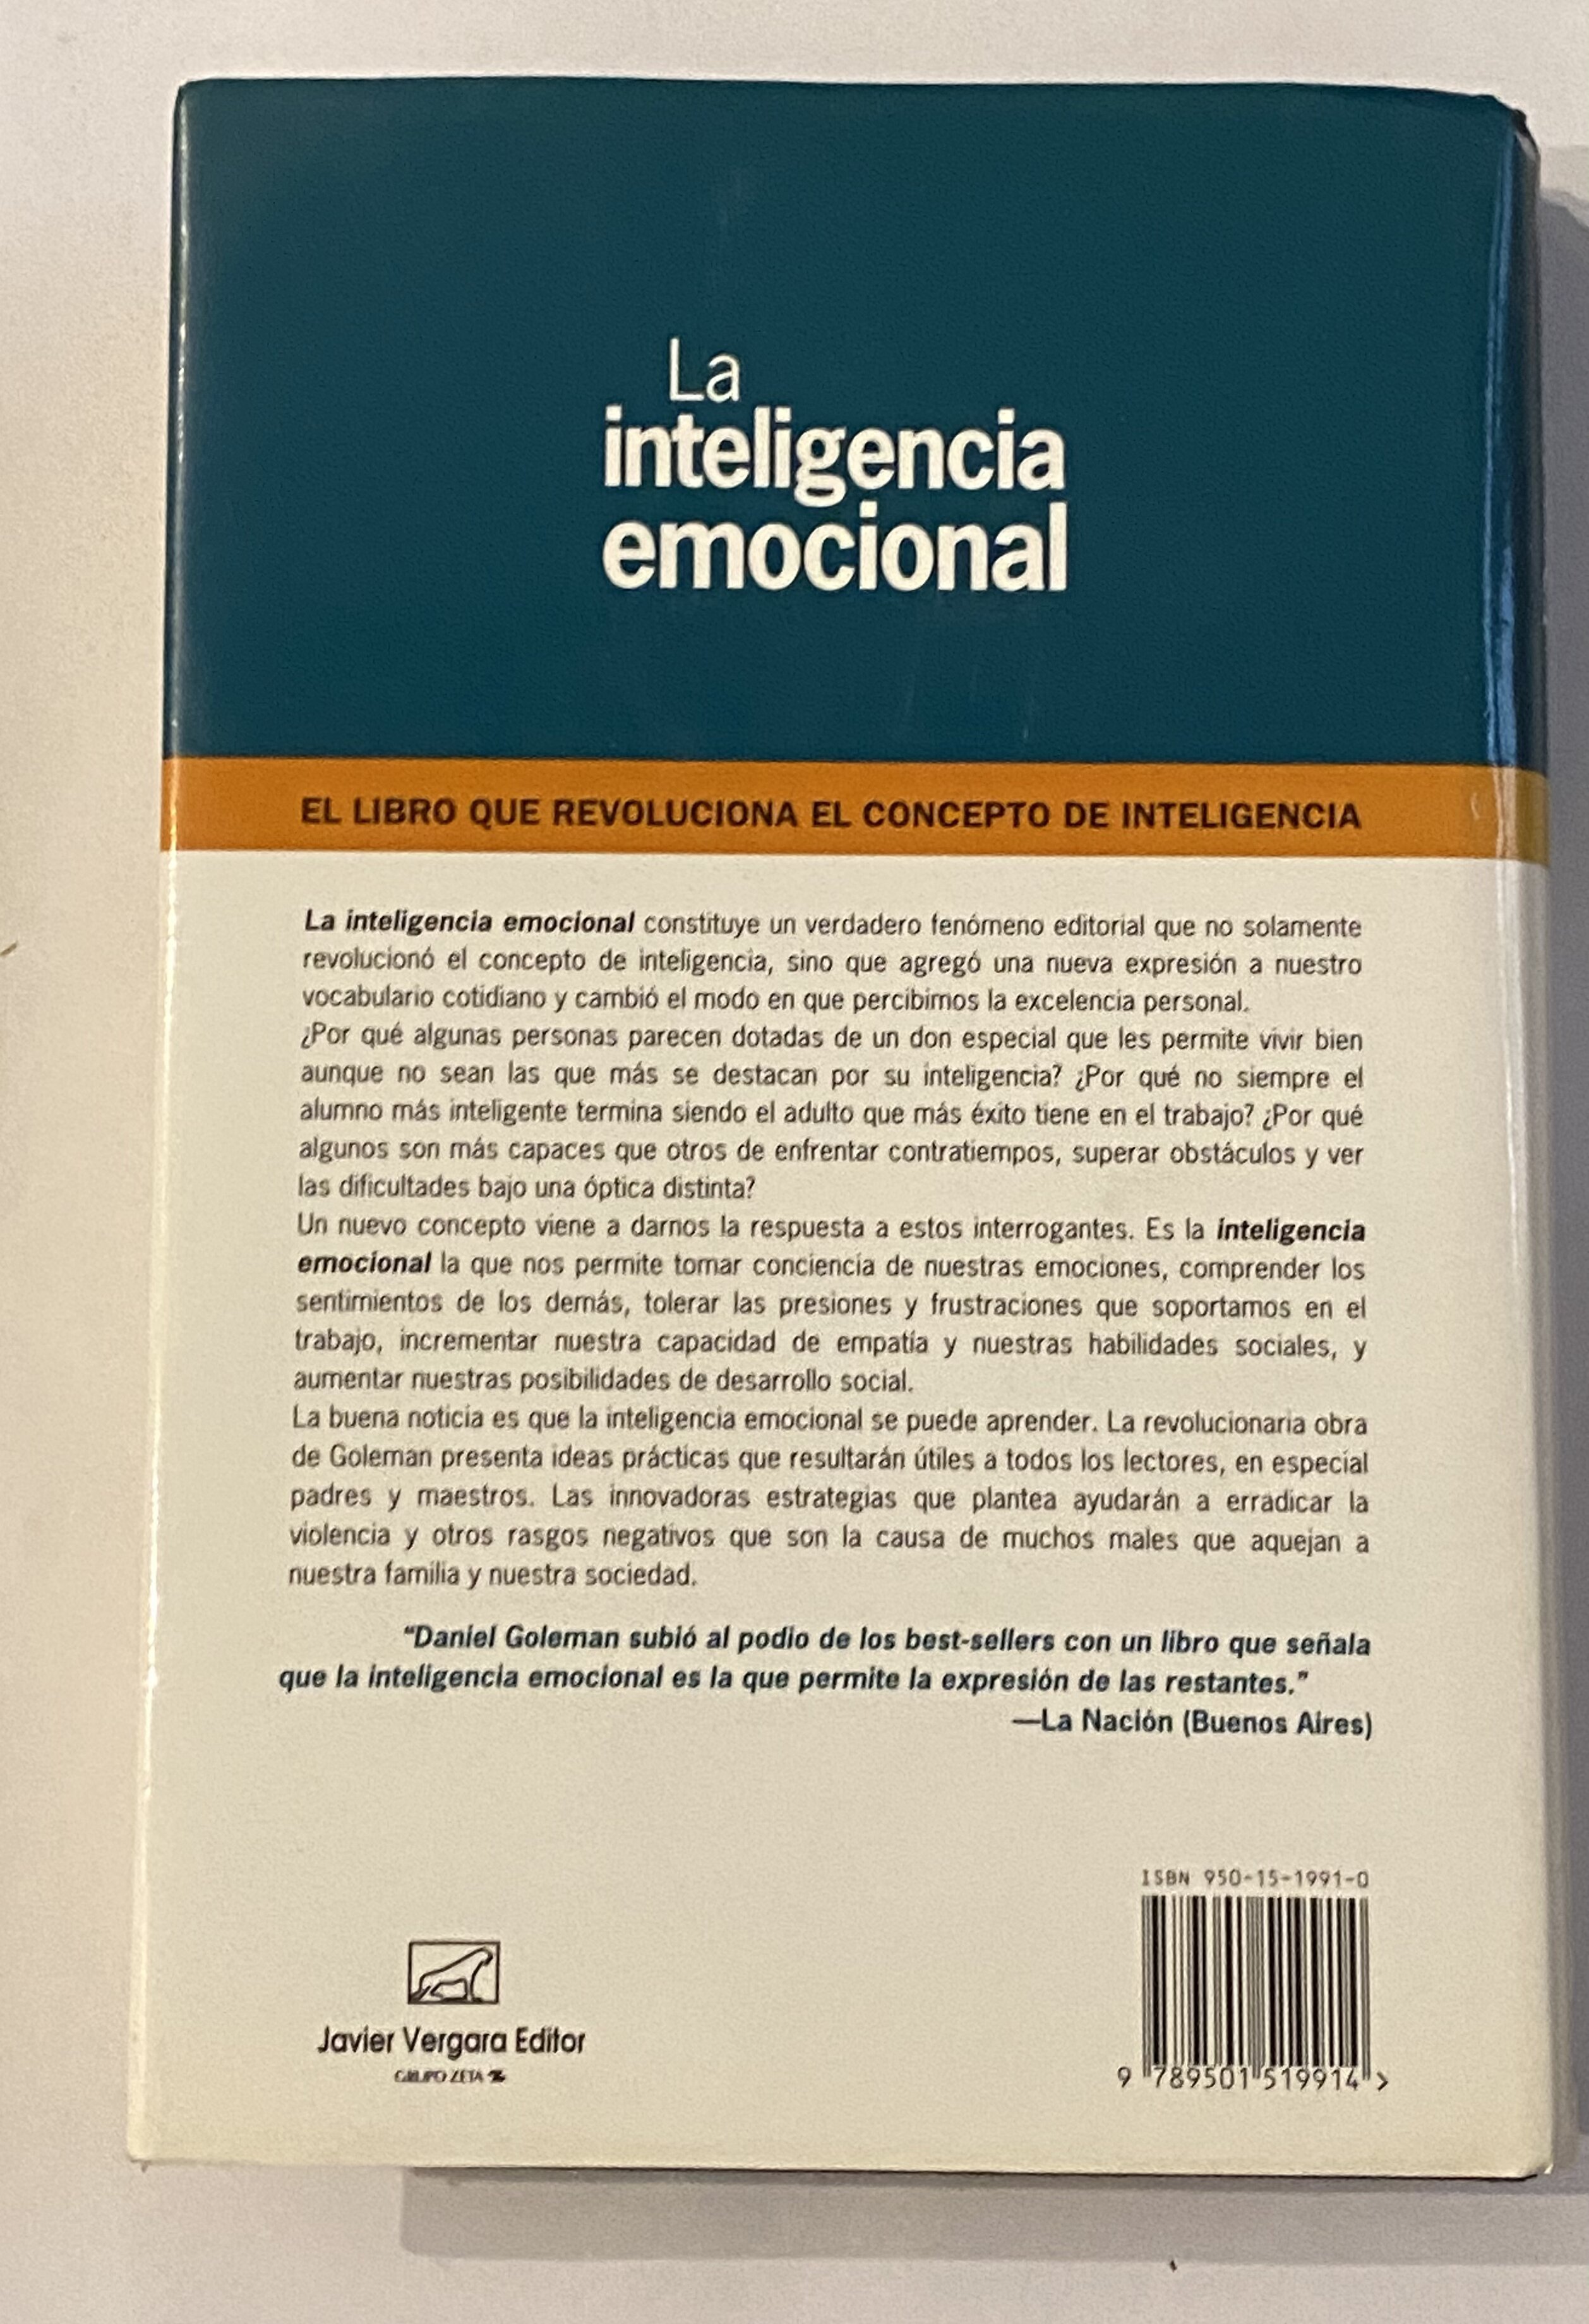 La
inteligencia
emocional
EL LIBRO QUE REVOLUCIONA EL CONCEPTO DE INTELIGENCIA
La inteligencia emocional constituye un verdadero fenómeno editorial que no solamente
revolucionó el concepto de inteligencia, sino que agregó una nueva expresión a nuestro
vocabulario cotidiano y cambió el modo en que percibimos la excelencia personal.
¿Por qué algunas personas parecen dotadas de un don especial que les permite vivir bien
aunque no sean las que más se destacan por su inteligencia? ¿Por qué no siempre el
alumno más inteligente termina siendo el adulto que más éxito tiene en el trabajo? ¿Por qué
algunos son más capaces que otros de enfrentar contratiempos, superar obstáculos y ver
las dificultades bajo una óptica distinta?
Un nuevo concepto viene a darnos la respuesta a estos interrogantes. Es la inteligencia
emocional la que nos permite tomar conciencia de nuestras emociones, comprender los
sentimientos de los demás, tolerar las presiones y frustraciones que soportamos en el
trabajo, incrementar nuestra capacidad de empatía y nuestras habilidades sociales, y
aumentar nuestras posibilidades de desarrollo social.
La buena noticia es que la inteligencia emocional se puede aprender. La revolucionaria obra
de Goleman presenta ideas prácticas que resultarán útiles a todos los lectores, en especial
padres y maestros. Las innovadoras estrategias que plantea ayudarán a erradicar la
violencia y otros rasgos negativos que son la causa de muchos males que aquejan a
nuestra familia y nuestra sociedad.
“Daniel Goleman subió al podio de los best-sellers con un libro que señala
que la inteligencia emocional es la que permite la expresión de las restantes.”
—La Nación (Buenos Aires)
ISBN 950-15-1991-0
9 789501 519914 >
Javier Vergara Editor
GRUPO ZETA